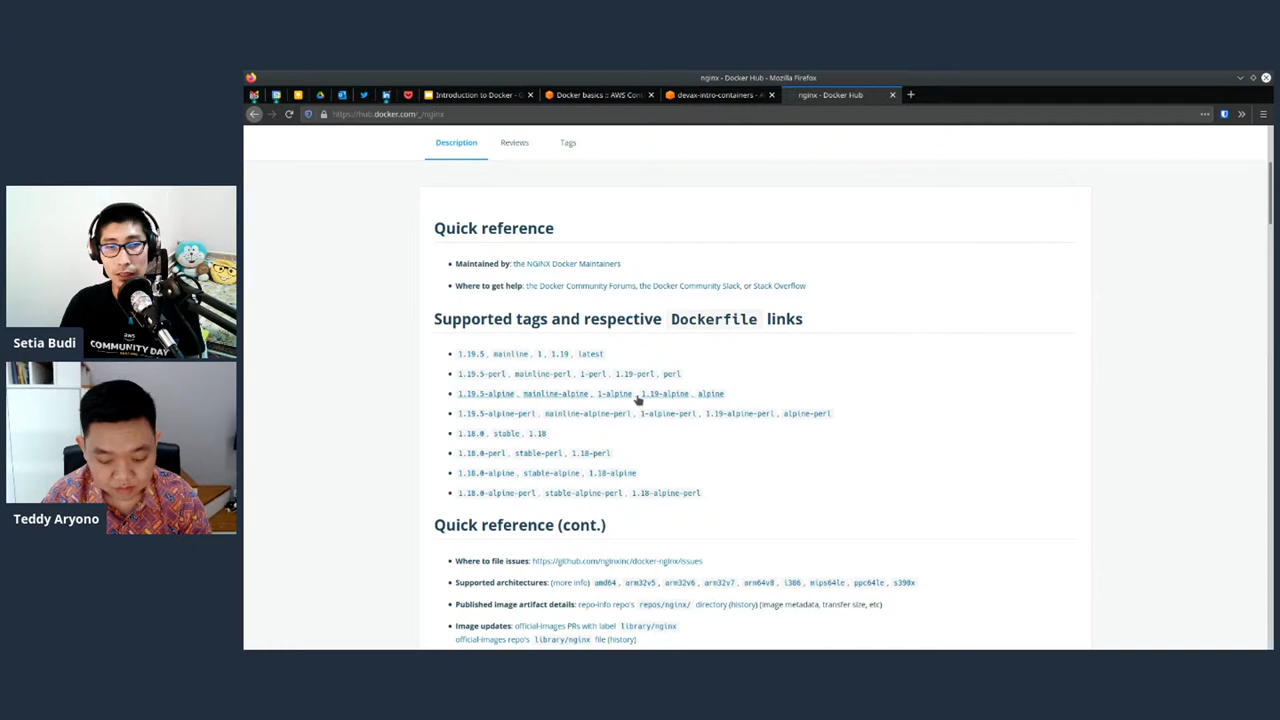 nginx - Docker Hub - Mozilla Firefox
Introduction to Docker - G
Docker basics :: AWS Con
devax-intro-containers - A
nginx - Docker Hub
https://hub.docker.com/_/nginx
Description
Reviews
Tags
Quick reference
• Maintained by: the NGINX Docker Maintainers
• Where to get help: the Docker Community Forums, the Docker Community Slack, or Stack Overflow
Supported tags and respective Dockerfile links
• 1.19.5, mainline, 1, 1.19, latest
• 1.19.5-perl, mainline-perl, 1-perl, 1.19-perl, perl
• 1.19.5-alpine, mainline-alpine, 1-alpine, 1.19-alpine, alpine
• 1.19.5-alpine-perl, mainline-alpine-perl, 1-alpine-perl, 1.19-alpine-perl, alpine-perl
• 1.18.0, stable, 1.18
• 1.18.0-perl, stable-perl, 1.18-perl
• 1.18.0-alpine, stable-alpine, 1.18-alpine
• 1.18.0-alpine-perl, stable-alpine-perl, 1.18-alpine-perl
Quick reference (cont.)
• Where to file issues: https://github.com/nginxinc/docker-nginx/issues
• Supported architectures: (more info) amd64, arm32v5, arm32v6, arm32v7, arm64v8, i386, mips64le, ppc64le, s390x
• Published image artifact details: repo-info repo's repos/nginx/ directory (history) (image metadata, transfer size, etc)
• Image updates: official-images PRs with label library/nginx
official-images repo's library/nginx file (history)
aws
COMMUNITY DAY
Setia Budi
Teddy Aryono